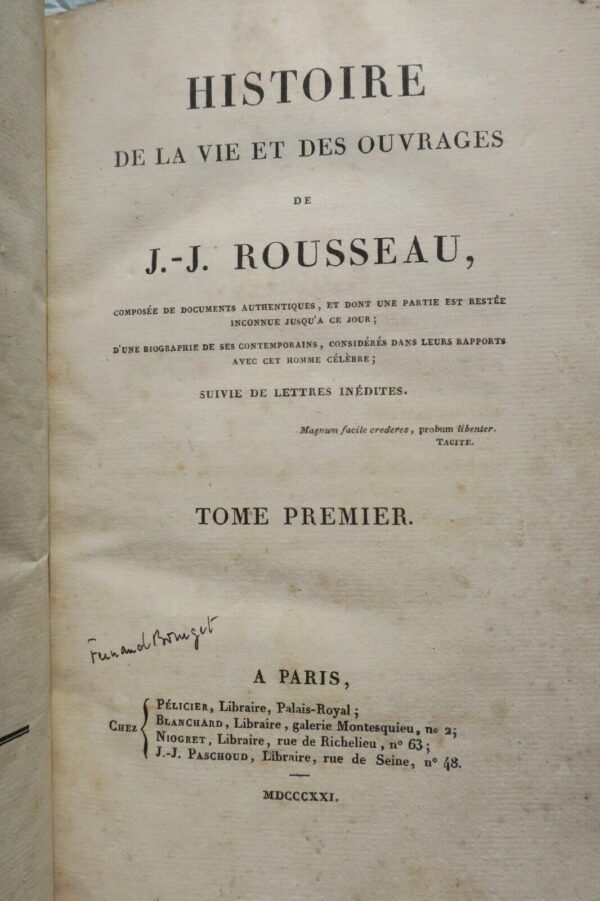 HISTOIRE
DE LA VIE ET DES OUVRAGES
DE
J.-J. ROUSSEAU,
COMPOSÉE DE DOCUMENTS AUTHENTIQUES, ET DONT UNE PARTIE EST RESTÉE
INCONNUE JUSQU'A CE JOUR;
D'UNE BIOGRAPHIE DE SES CONTEMPORAINS, CONSIDÉRÉS DANS LEURS RAPPORTS
AVEC CET HOMME CÉLÈBRE;
SUIVIE DE LETTRES INÉDITES.
Magnum facile crederes, probum libenter.
TACITE.
TOME PREMIER.
Fernand
A PARIS,
CHEZ
PÉLICIER, Libraire, Palais-Royal;
BLANCHARD, Libraire, galerie Montesquieu, no 2;
NIOGRET, Libraire, rue de Richelieu, n° 63;
J.-J. PASCHOUD, Libraire, rue de Seine, n° 48.
MDCCCXXI.